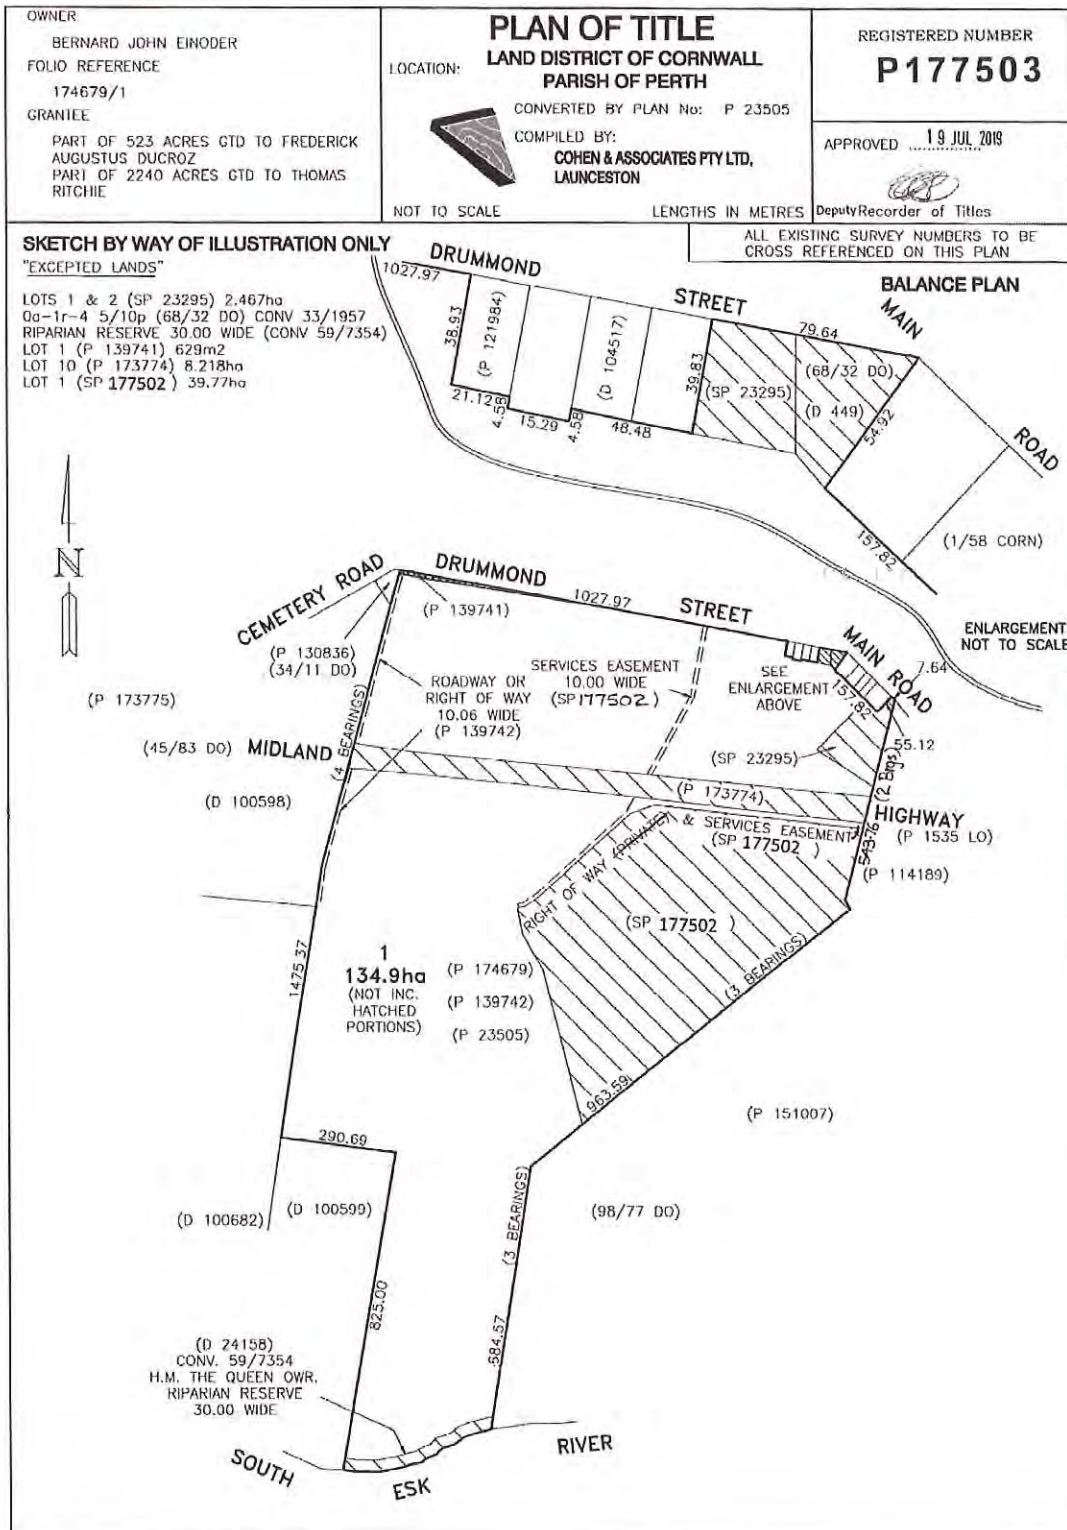 OWNER
BERNARD JOHN EINODER
FOLIO REFERENCE
174679/1
GRANTEE
PART OF 523 ACRES GTD TO FREDERICK
AUGUSTUS DUCROZ
PART OF 2240 ACRES GTD TO THOMAS
RITCHIE
PLAN OF TITLE
LOCATION:
LAND DISTRICT OF CORNWALL
PARISH OF PERTH
CONVERTED BY PLAN No: P 23505
COMPILED BY:
COHEN & ASSOCIATES PTY LTD,
LAUNCESTON
NOT TO SCALE
LENGTHS IN METRES
REGISTERED NUMBER
P177503
APPROVED 19 JUL 2019
Deputy Recorder of Titles
SKETCH BY WAY OF ILLUSTRATION ONLY
"EXCEPTED LANDS"
LOTS 1 & 2 (SP 23295) 2.467ha
0a-1r-4 5/10p (68/32 DO) CONV 33/1957
RIPARIAN RESERVE 30.00 WIDE (CONV 59/7354)
LOT 1 (P 139741) 629m2
LOT 10 (P 173774) 8.218ha
LOT 1 (SP 177502 ) 39.77ha
ALL EXISTING SURVEY NUMBERS TO BE
CROSS REFERENCED ON THIS PLAN
BALANCE PLAN
1027.97
DRUMMOND
STREET
MAIN
ROAD
38.93
(P 121984)
(D 104517)
39.83
79.64
(68/32 DO)
(SP 23295)
(D 449)
54.92
21.12
4.58
15.29
4.58
48.48
157.82
(1/58 CORN)
N
ENLARGEMENT
NOT TO SCALE
CEMETERY ROAD
DRUMMOND
1027.97
STREET
MAIN ROAD
7.64
(P 139741)
(P 130836)
(34/11 DO)
ROADWAY OR
RIGHT OF WAY
10.06 WIDE
(P 139742)
SERVICES EASEMENT
10.00 WIDE
(SP177502)
SEE
ENLARGEMENT
ABOVE
157.82
(P 173775)
(4 BEARINGS)
(45/83 DO)
MIDLAND
(SP 23295)
55.12
(2 Brgs)
(D 100598)
(P 173774)
HIGHWAY
(P 1535 LO)
543.76
(P 114189)
RIGHT OF WAY (PRIVATE) & SERVICES EASEMENT
(SP 177502 )
(SP 177502 )
(3 BEARINGS)
1475.37
1
134.9ha
(NOT INC.
HATCHED
PORTIONS)
(P 174679)
(P 139742)
(P 23505)
963.59
(P 151007)
290.69
(D 100682)
(D 100599)
(3 BEARINGS)
(98/77 DO)
825.00
684.57
(D 24158)
CONV. 59/7354
H.M. THE QUEEN OWR.
RIPARIAN RESERVE
30.00 WIDE
SOUTH
ESK
RIVER